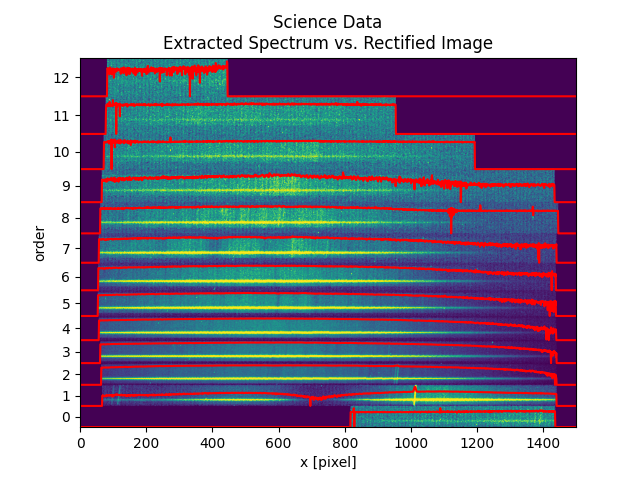 Science Data
Extracted Spectrum vs. Rectified Image
12
11
10
9
8
7
6
5
4
3
2
1
0
order
0 200 400 600 800 1000 1200 1400
x [pixel]